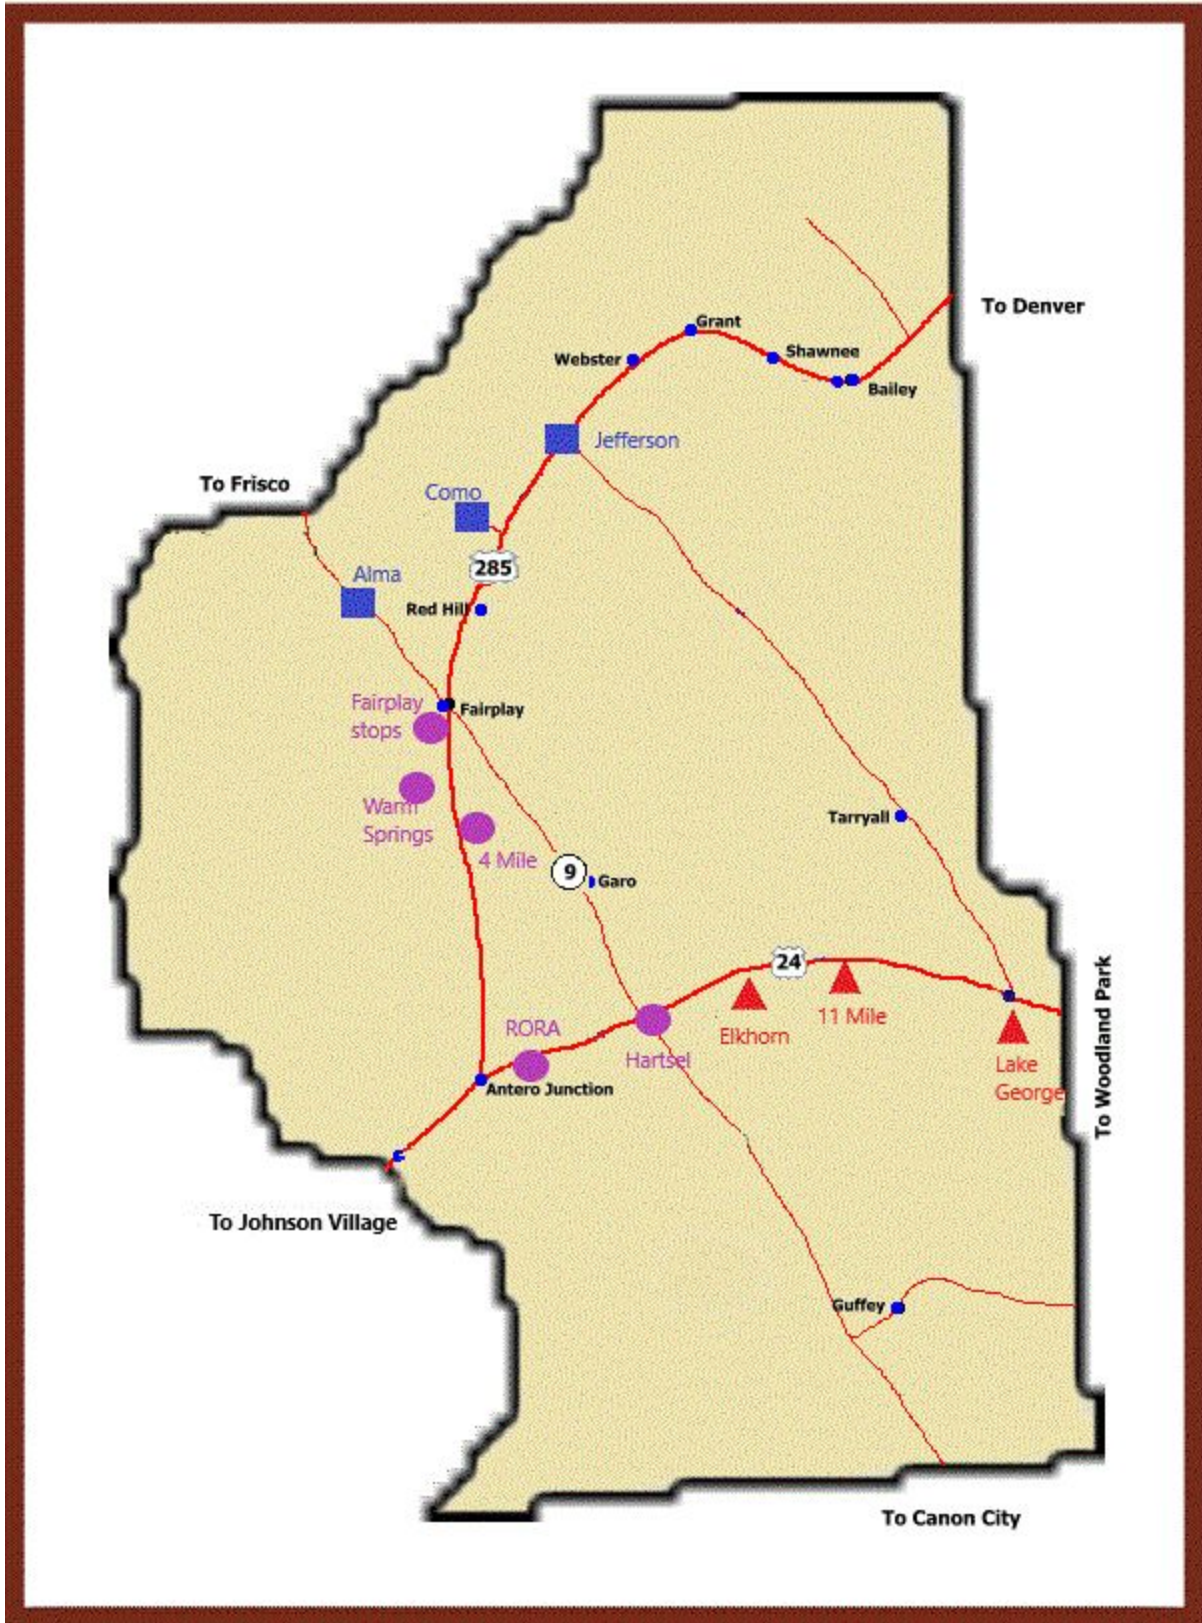 To Denver
Grant
Shawnee
Webster
Bailey
Jefferson
To Frisco
Como
285
Alma
Red Hill
Fairplay
stops
Fairplay
Warm
Springs
4 Mile
Tarryall
9
Garo
24
To Woodland Park
11 Mile
RORA
Elkhorn
Hartsel
Lake
George
Antero Junction
To Johnson Village
Guffey
To Canon City